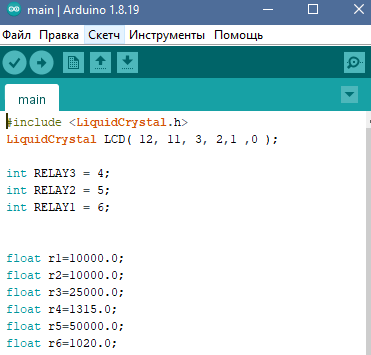 main | Arduino 1.8.19
Файл Правка Скетч Инструменты Помощь
main
#include <LiquidCrystal.h>
LiquidCrystal LCD( 12, 11, 3, 2,1 ,0 );
int RELAY3 = 4;
int RELAY2 = 5;
int RELAY1 = 6;
float r1=10000.0;
float r2=10000.0;
float r3=25000.0;
float r4=1315.0;
float r5=50000.0;
float r6=1020.0;